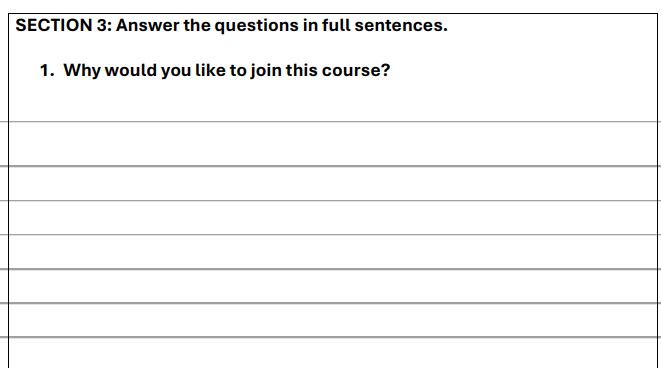 SECTION 3: Answer the questions in full sentences.
1. Why would you like to join this course?